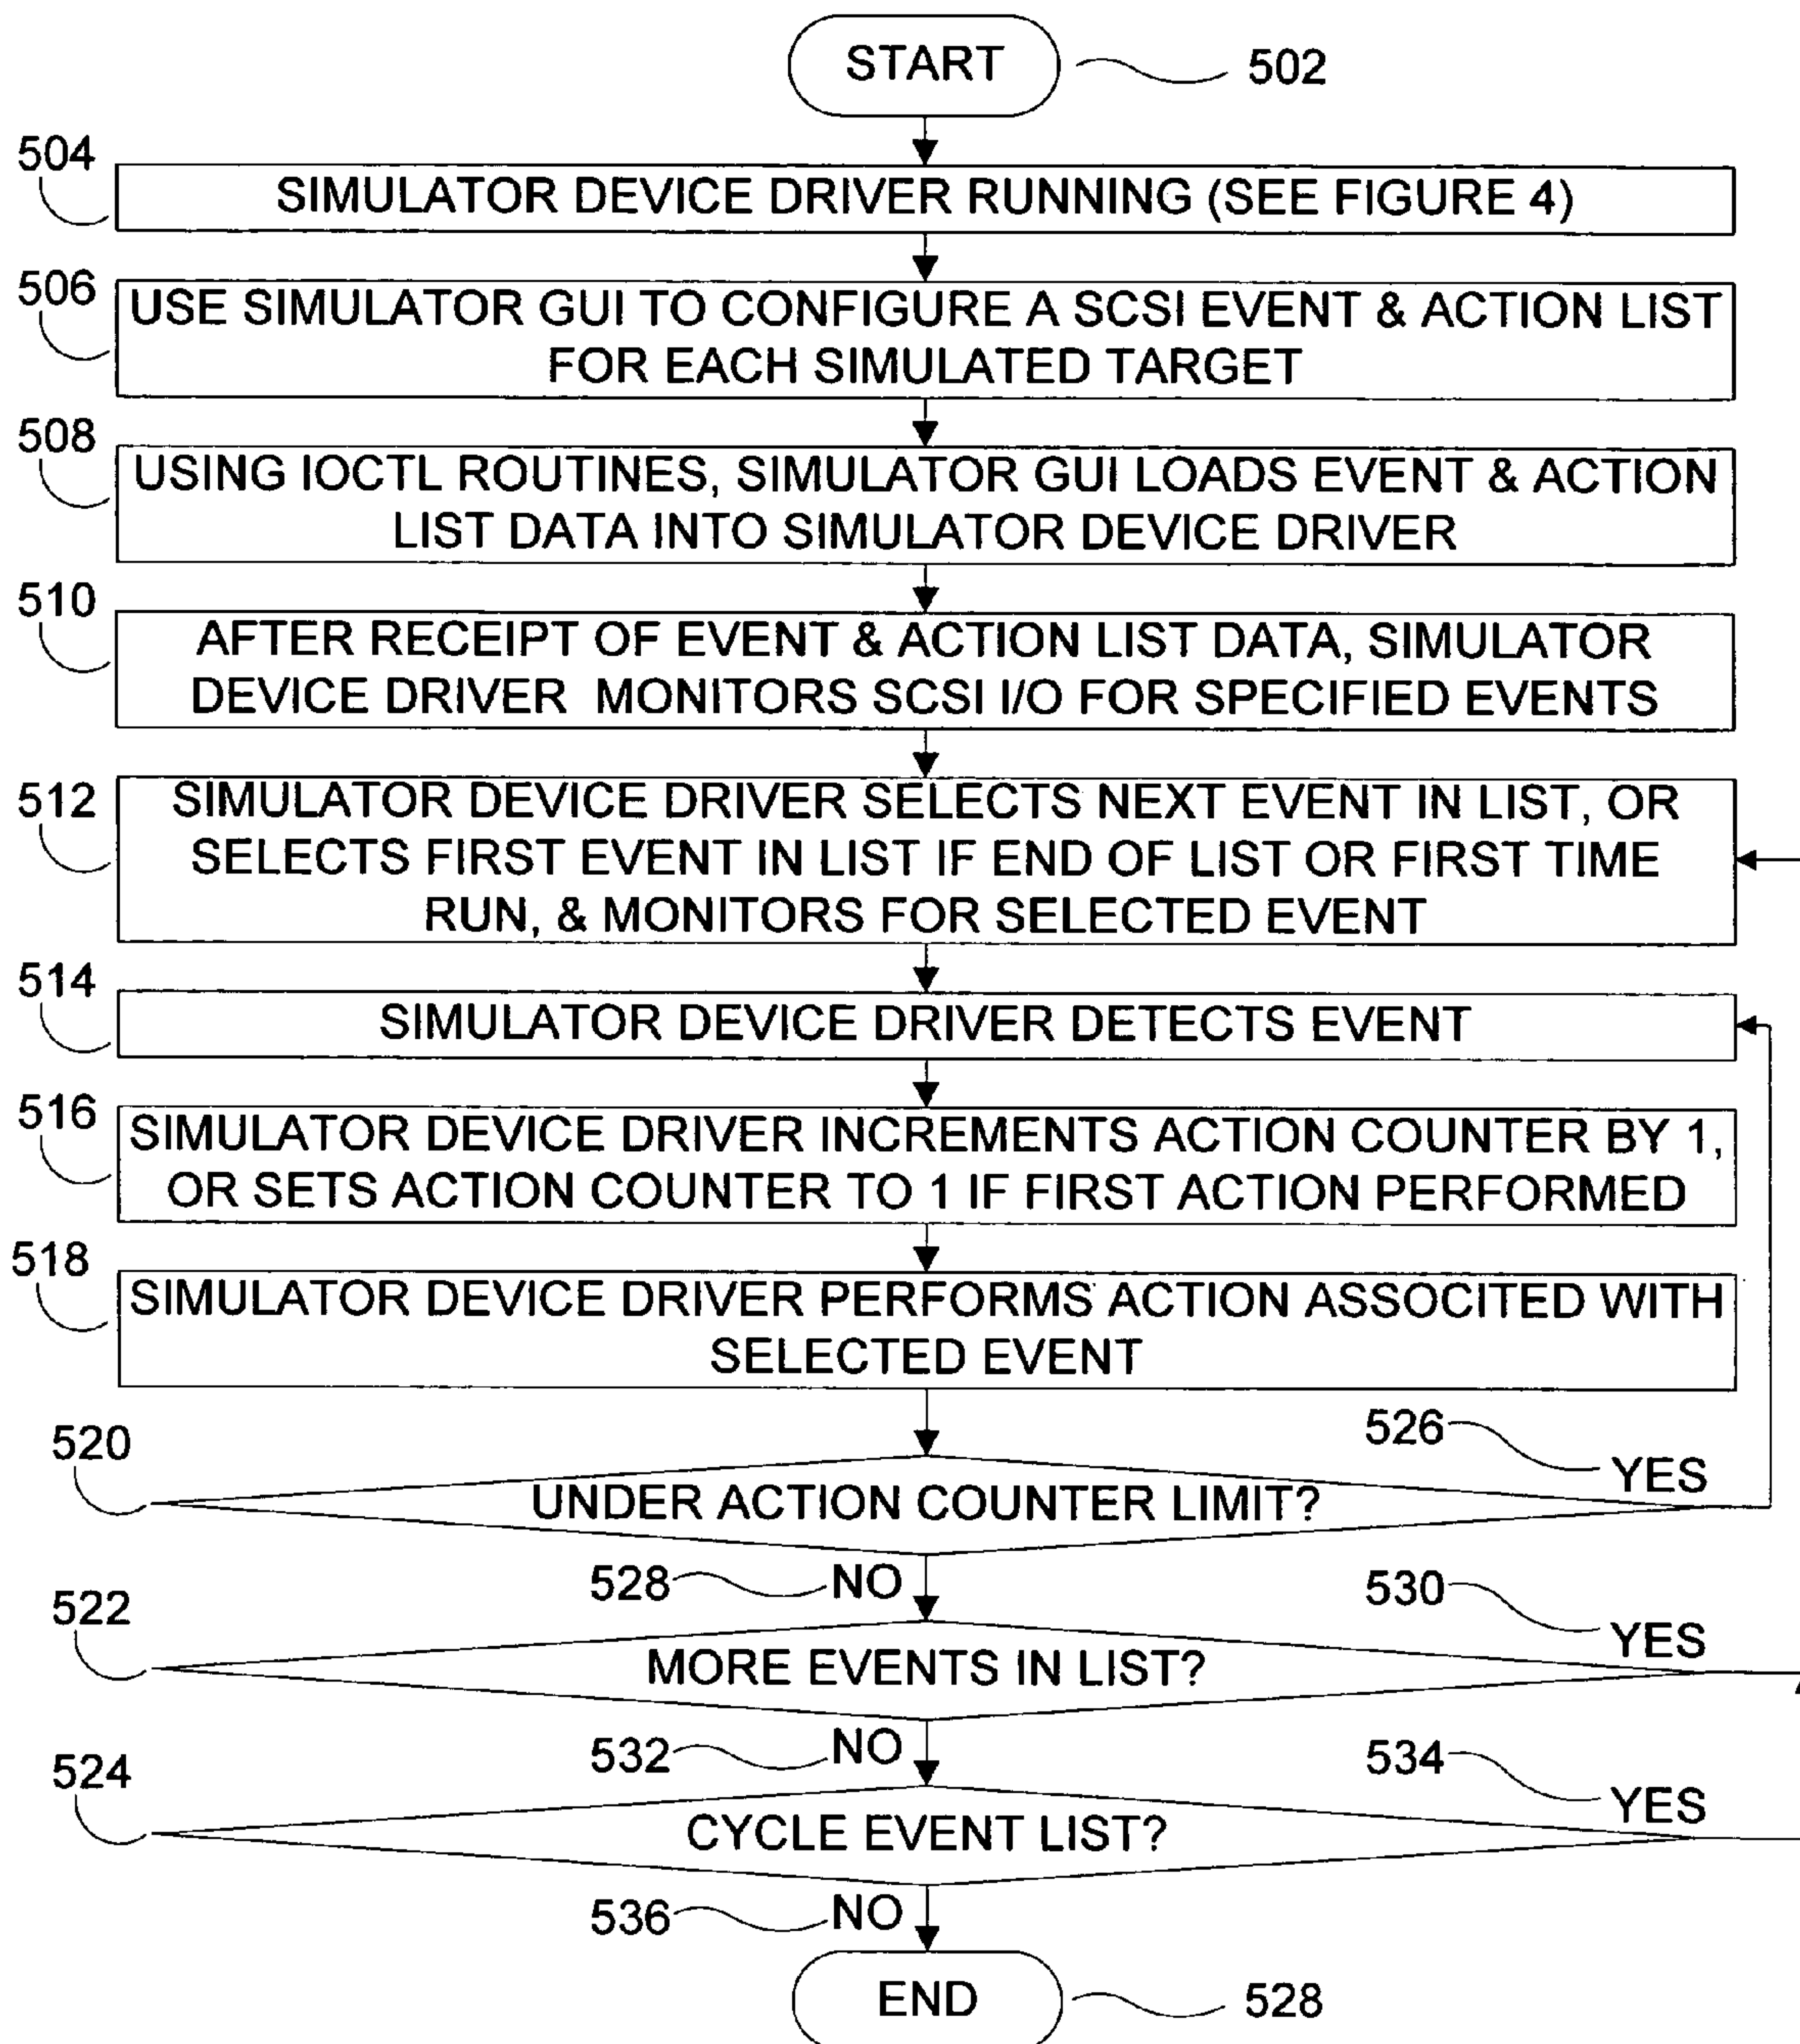 START
502
504
SIMULATOR DEVICE DRIVER RUNNING (SEE FIGURE 4)
506
USE SIMULATOR GUI TO CONFIGURE A SCSI EVENT & ACTION LIST
FOR EACH SIMULATED TARGET
508
USING IOCTL ROUTINES, SIMULATOR GUI LOADS EVENT & ACTION
LIST DATA INTO SIMULATOR DEVICE DRIVER
510
AFTER RECEIPT OF EVENT & ACTION LIST DATA, SIMULATOR
DEVICE DRIVER MONITORS SCSI I/O FOR SPECIFIED EVENTS
512
SIMULATOR DEVICE DRIVER SELECTS NEXT EVENT IN LIST, OR
SELECTS FIRST EVENT IN LIST IF END OF LIST OR FIRST TIME
RUN, & MONITORS FOR SELECTED EVENT
514
SIMULATOR DEVICE DRIVER DETECTS EVENT
516
SIMULATOR DEVICE DRIVER INCREMENTS ACTION COUNTER BY 1,
OR SETS ACTION COUNTER TO 1 IF FIRST ACTION PERFORMED
518
SIMULATOR DEVICE DRIVER PERFORMS ACTION ASSOCITED WITH
SELECTED EVENT
520
526
YES
UNDER ACTION COUNTER LIMIT?
528
NO
522
530
YES
MORE EVENTS IN LIST?
532
NO
524
534
YES
CYCLE EVENT LIST?
536
NO
END
528